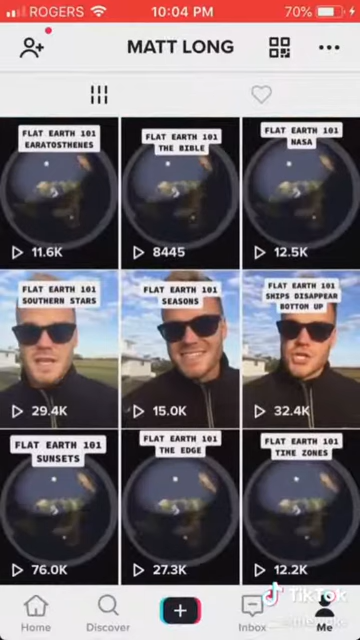 ROGERS 10:04 PM 70%
MATT LONG
FLAT EARTH 101
EARATOSTHENES
11.6K
FLAT EARTH 101
THE BIBLE
8445
FLAT EARTH 101
NASA
12.5K
FLAT EARTH 101
SOUTHERN STARS
29.4K
FLAT EARTH 101
SEASONS
15.0K
FLAT EARTH 101
SHIPS DISAPPEAR
BOTTOM UP
32.4K
FLAT EARTH 101
SUNSETS
76.0K
FLAT EARTH 101
THE EDGE
27.3K
FLAT EARTH 101
TIME ZONES
12.2K
TikTok
Home
Discover
Inbox
Me